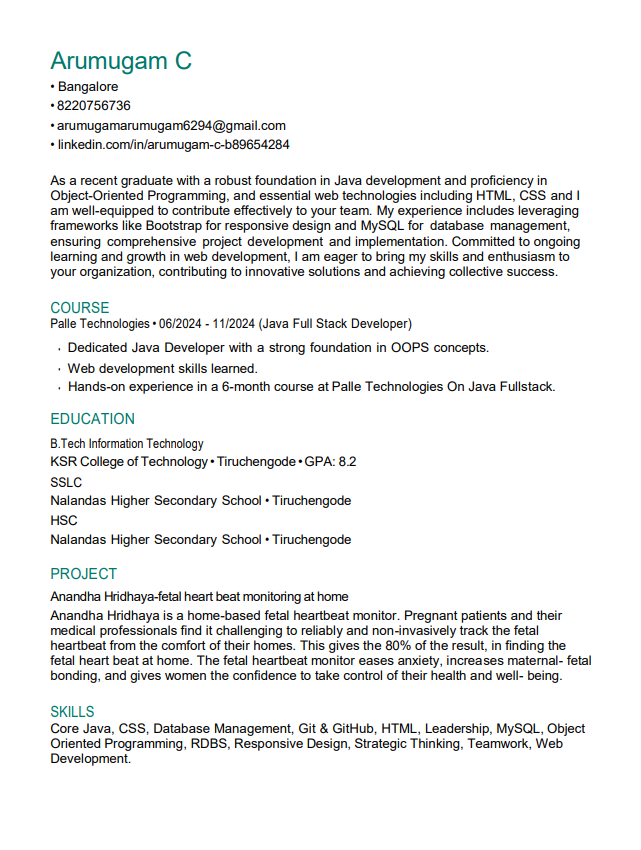 Arumugam C
• Bangalore
• 8220756736
• arumugamarumugam6294@gmail.com
• linkedin.com/in/arumugam-c-b89654284
As a recent graduate with a robust foundation in Java development and proficiency in
Object-Oriented Programming, and essential web technologies including HTML, CSS and I
am well-equipped to contribute effectively to your team. My experience includes leveraging
frameworks like Bootstrap for responsive design and MySQL for database management,
ensuring comprehensive project development and implementation. Committed to ongoing
learning and growth in web development, I am eager to bring my skills and enthusiasm to
your organization, contributing to innovative solutions and achieving collective success.
COURSE
Palle Technologies • 06/2024 - 11/2024 (Java Full Stack Developer)
• Dedicated Java Developer with a strong foundation in OOPS concepts.
• Web development skills learned.
• Hands-on experience in a 6-month course at Palle Technologies On Java Fullstack.
EDUCATION
B.Tech Information Technology
KSR College of Technology • Tiruchengode • GPA: 8.2
SSLC
Nalandas Higher Secondary School • Tiruchengode
HSC
Nalandas Higher Secondary School • Tiruchengode
PROJECT
Anandha Hridhaya-fetal heart beat monitoring at home
Anandha Hridhaya is a home-based fetal heartbeat monitor. Pregnant patients and their
medical professionals find it challenging to reliably and non-invasively track the fetal
heartbeat from the comfort of their homes. This gives the 80% of the result, in finding the
fetal heart beat at home. The fetal heartbeat monitor eases anxiety, increases maternal- fetal
bonding, and gives women the confidence to take control of their health and well- being.
SKILLS
Core Java, CSS, Database Management, Git & GitHub, HTML, Leadership, MySQL, Object
Oriented Programming, RDBS, Responsive Design, Strategic Thinking, Teamwork, Web
Development.